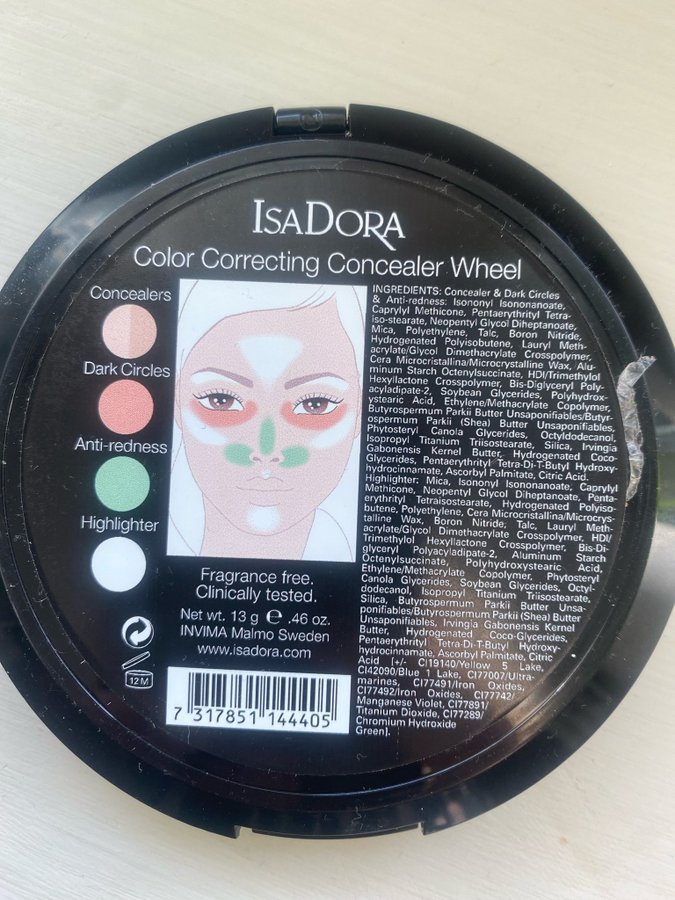 ISADORA
Color Correcting Concealer Wheel
Concealers
Dark Circles
Anti-redness
Highlighter
Fragrance free.
Clinically tested.
Net wt. 13 g e .46 oz.
INVIMA Malmo Sweden
www.isadora.com
12M
7 317851 144405
INGREDIENTS: Concealer & Dark Circles
& Anti-redness: Isononyl Isononanoate,
Caprylyl Methicone, Pentaerythrityl Tetra-
iso-stearate, Neopentyl Glycol Diheptanoate,
Mica, Polyethylene, Talc, Boron Nitride,
Hydrogenated Polyisobutene, Lauryl Meth-
acrylate/Glycol Dimethacrylate Crosspolymer,
Cera Microcristallina/Microcrystalline Wax, Alu-
minum Starch Octenylsuccinate, HDI/Trimethylol
Hexyllactone Crosspolymer, Bis-Diglyceryl Poly-
acyladipate-2, Soybean Glycerides, Polyhydrox-
ystearic Acid, Ethylene/Methacrylate Copolymer,
Butyrospermum Parkii Butter Unsaponifiables/Butyr-
ospermum Parkii (Shea) Butter Unsaponifiables,
Phytosteryl Canola Glycerides, Octyldodecanol,
Isopropyl Titanium Triisostearate, Silica, Irvingia
Gabonensis Kernel Butter, Hydrogenated Coco-
Glycerides, Pentaerythrityl Tetra-Di-T-Butyl Hydroxy-
hydrocinnamate, Ascorbyl Palmitate, Citric Acid.
Highlighter: Mica, Isononyl Isononanoate, Caprylyl
Methicone, Neopentyl Glycol Diheptanoate, Penta-
erythrityl Tetraisostearate, Hydrogenated Polyiso-
butene, Polyethylene, Cera Microcristallina/Microcrys-
talline Wax, Boron Nitride, Talc, Lauryl Meth-
acrylate/Glycol Dimethacrylate Crosspolymer, HDI/
Trimethylol Hexyllactone Crosspolymer, Bis-Di-
glyceryl Polyacyladipate-2, Aluminum Starch
Octenylsuccinate, Polyhydroxystearic Acid,
Ethylene/Methacrylate Copolymer, Phytosteryl
Canola Glycerides, Soybean Glycerides, Octyl-
dodecanol, Isopropyl Titanium Triisostearate,
Silica, Butyrospermum Parkii Butter Unsa-
ponifiables/Butyrospermum Parkii (Shea) Butter
Unsaponifiables, Irvingia Gabonensis Kernel
Butter, Hydrogenated Coco-Glycerides,
Pentaerythrityl Tetra-Di-T-Butyl Hydroxy-
hydrocinnamate, Ascorbyl Palmitate, Citric
Acid [+/- CI19140/Yellow 5 Lake,
CI42090/Blue 1 Lake, CI77007/Ultra-
marines, CI77491/Iron Oxides,
CI77492/Iron Oxides, CI77742/
Manganese Violet, CI77891/
Titanium Dioxide, CI77289/
Chromium Hydroxide
Green].